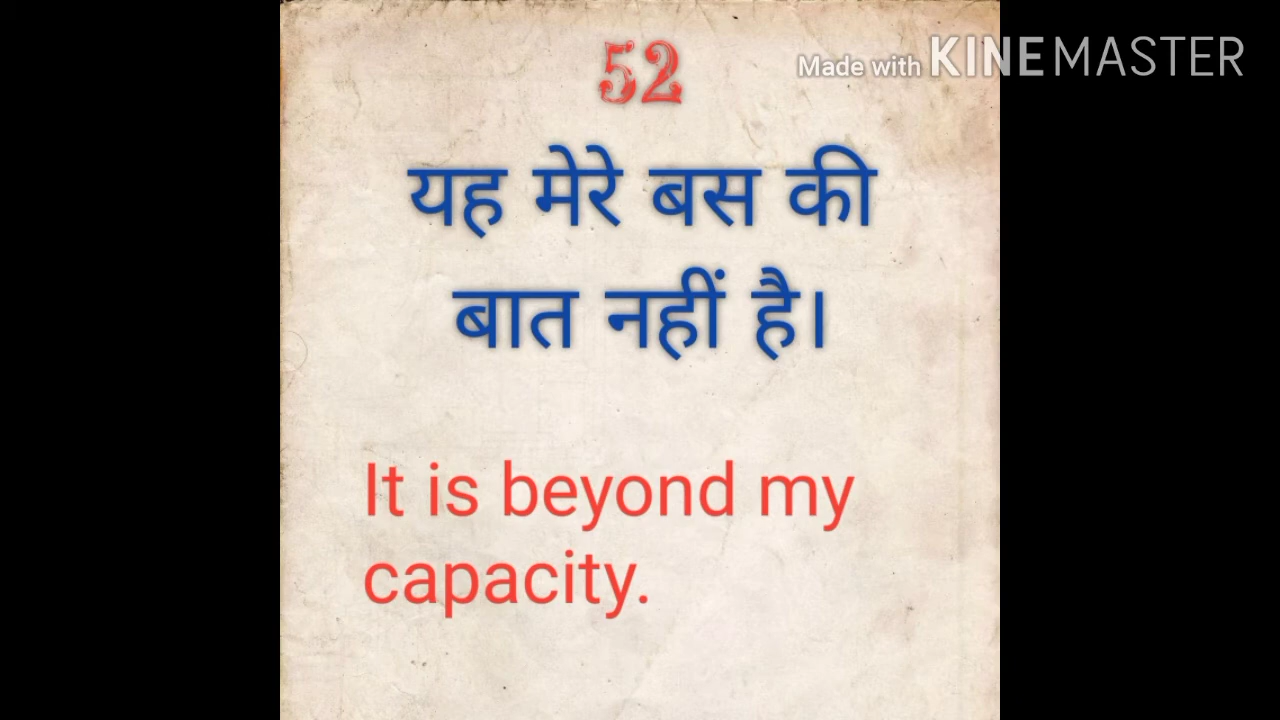 52
Made with KINEMASTER
यह मेरे बस की
बात नहीं है।
It is beyond my
capacity.